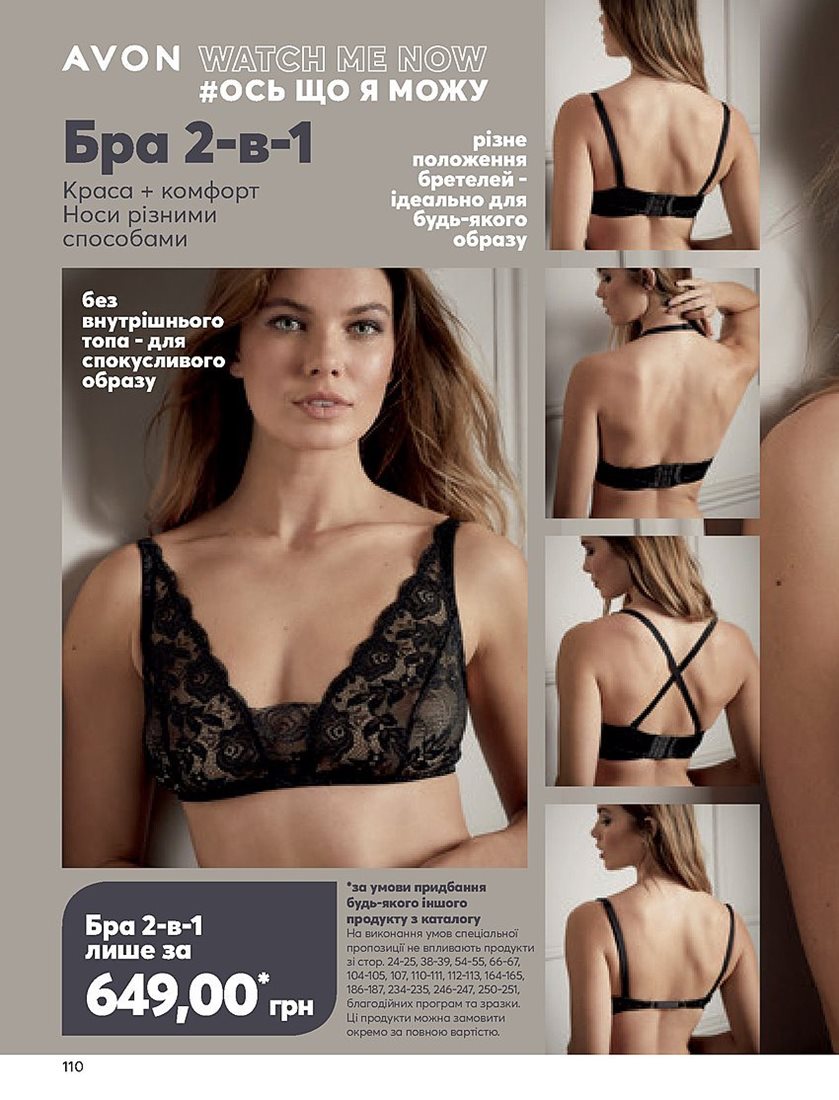 AVON WATCH ME NOW
#ОСЬ ЩО Я МОЖУ
Бра 2-в-1
Краса + комфорт
Носи різними
способами
різне
положення
бретелей -
ідеально для
будь-якого
образу
без
внутрішнього
топа - для
спокусливого
образу
Бра 2-в-1
лише за
649,00* грн
*за умови придбання
будь-якого іншого
продукту з каталогу
На виконання умов спеціальної
пропозиції не впливають продукти
зі стор. 24-25, 38-39, 54-55, 66-67,
104-105, 107, 110-111, 112-113, 164-165,
186-187, 234-235, 246-247, 250-251,
благодійних програм та зразки.
Ці продукти можна замовити
окремо за повною вартістю.
110